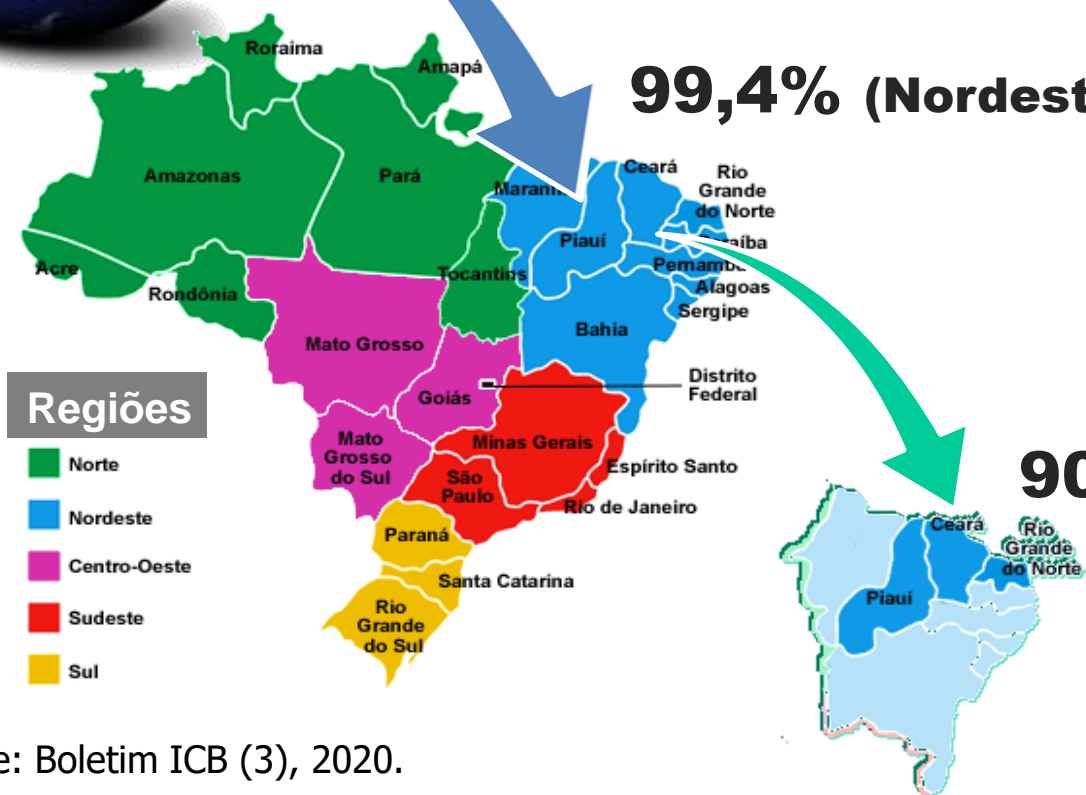 Roraima
Amapá
99,4% (Nordest
Amazonas
Pará
Maranh
Ceará
Rio
Grande
do Norte
Piauí
Paraíba
Pernambu
Acre
Rondônia
Tocantins
Alagoas
Sergipe
Mato Grosso
Bahia
Distrito
Federal
Goiás
Regiões
Mato
Grosso
do Sul
Minas Gerais
Norte
São
Paulo
Espírito Santo
Rio de Janeiro
Nordeste
Paraná
Centro-Oeste
Santa Catarina
Rio
Grande
do Sul
Sudeste
Sul
90
Ceará
Rio
Grande
do Norte
Piauí
e: Boletim ICB (3), 2020.